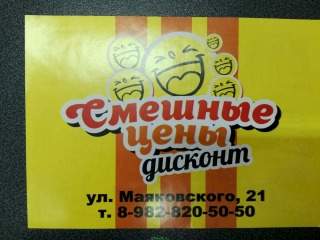 Смешные
цены
дисконт
ул. Маяковского, 21
т. 8-982-820-50-50